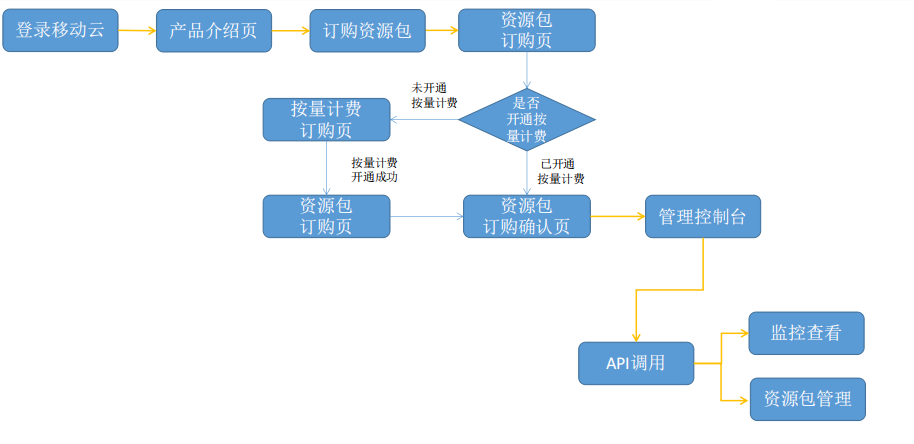 登录移动云
产品介绍页
订购资源包
资源包
订购页
未开通
按量计费
是否
开通按
量计费
按量计费
订购页
按量计费
开通成功
已开通
按量计费
资源包
订购页
资源包
订购确认页
管理控制台
API调用
监控查看
资源包管理